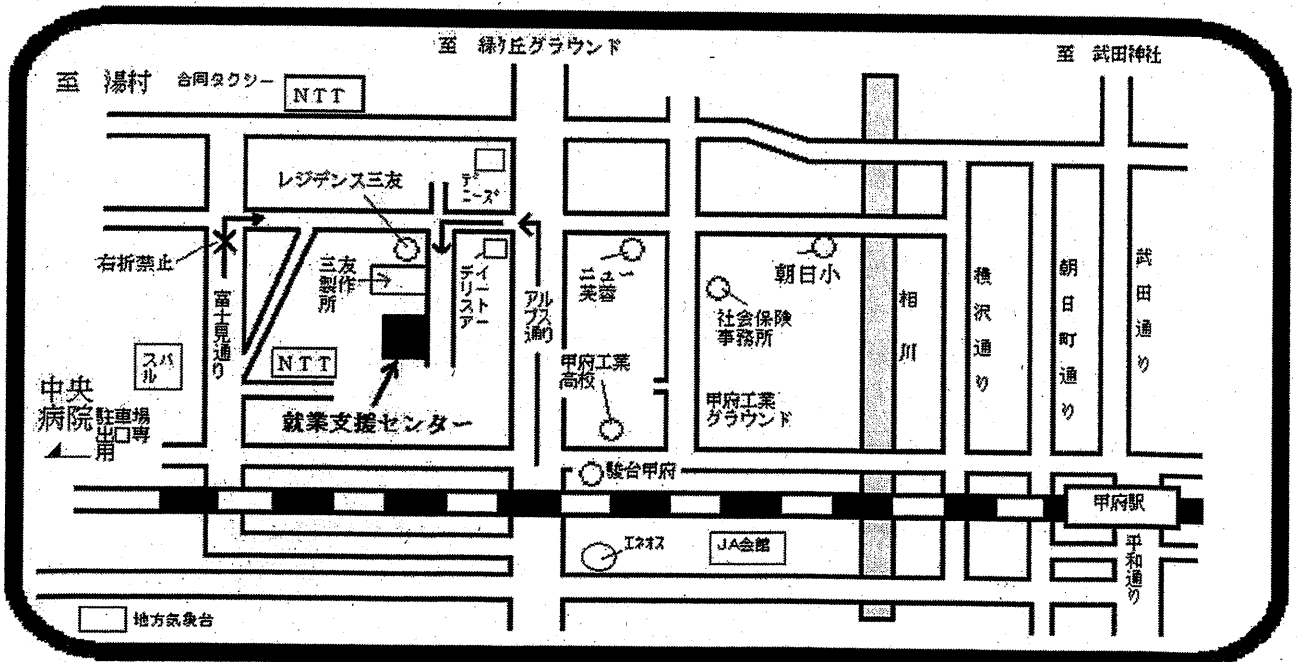 至 緑ケ丘グラウンド
至 武田神社
至 湯村
合同タクシー
NTT
デニーズ
レジデンス三友
右折禁止
三友製作所
イートーデリスア
アルプス通り
ニュー
芙蓉
朝日小
社会保険
事務所
相川
横沢通り
朝日町通り
武田通り
富士見通り
スバル
NTT
中央
病院
駐車場
出口専
用
就業支援センター
甲府工業
高校
甲府工業
グラウンド
駿台甲府
甲府駅
エネオス
JA会館
平和通り
地方気象台